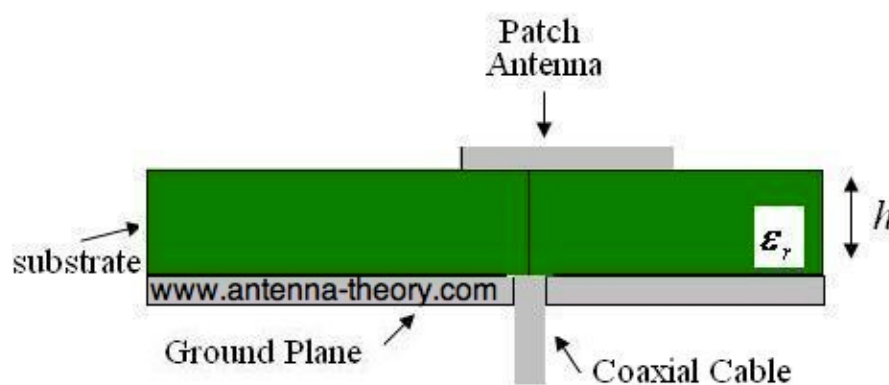 Patch
Antenna
h
εr
substrate
www.antenna-theory.com
Ground Plane
Coaxial Cable